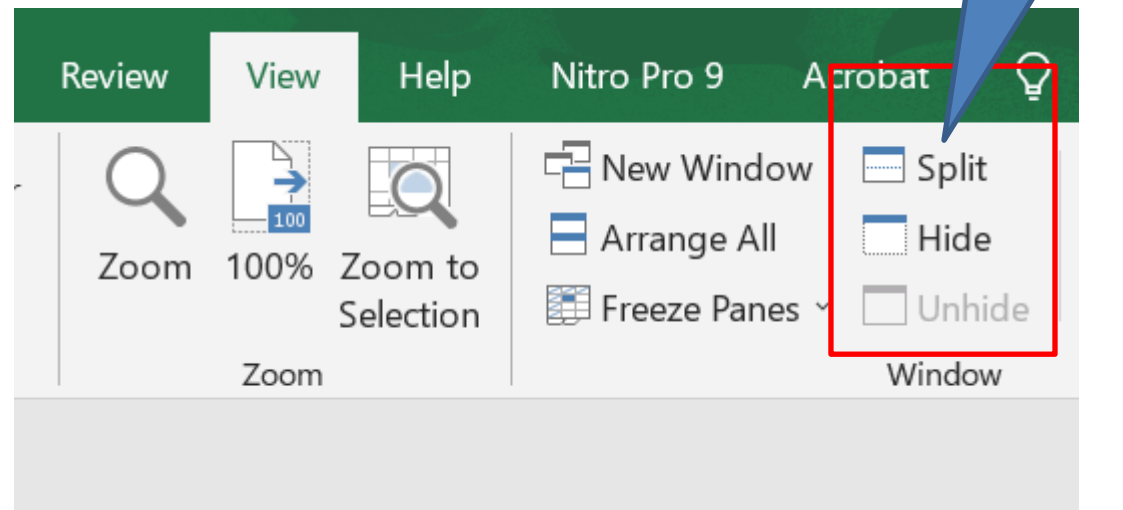 Review View Help Nitro Pro 9 Acrobat
New Window Split
Arrange All Hide
Zoom 100% Zoom to
Selection
Freeze Panes Unhide
100
Zoom Window